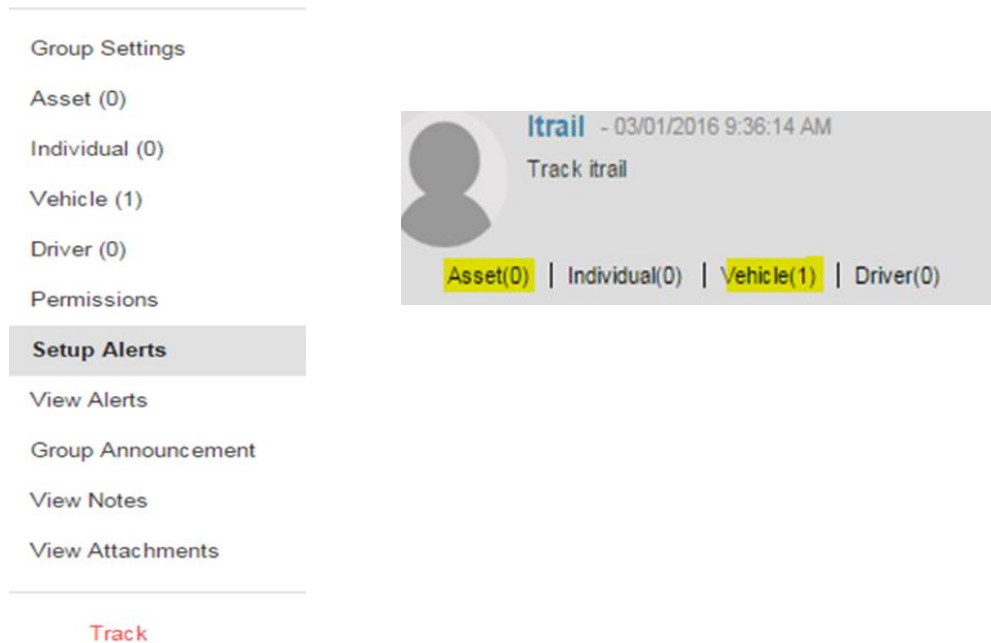 Group Settings
Asset (0)
Individual (0)
Vehicle (1)
Driver (0)
Permissions
Setup Alerts
View Alerts
Group Announcement
View Notes
View Attachments
Track
Itrail - 03/01/2016 9:36:14 AM
Track itrail
Asset(0) | Individual(0) | Vehicle(1) | Driver(0)